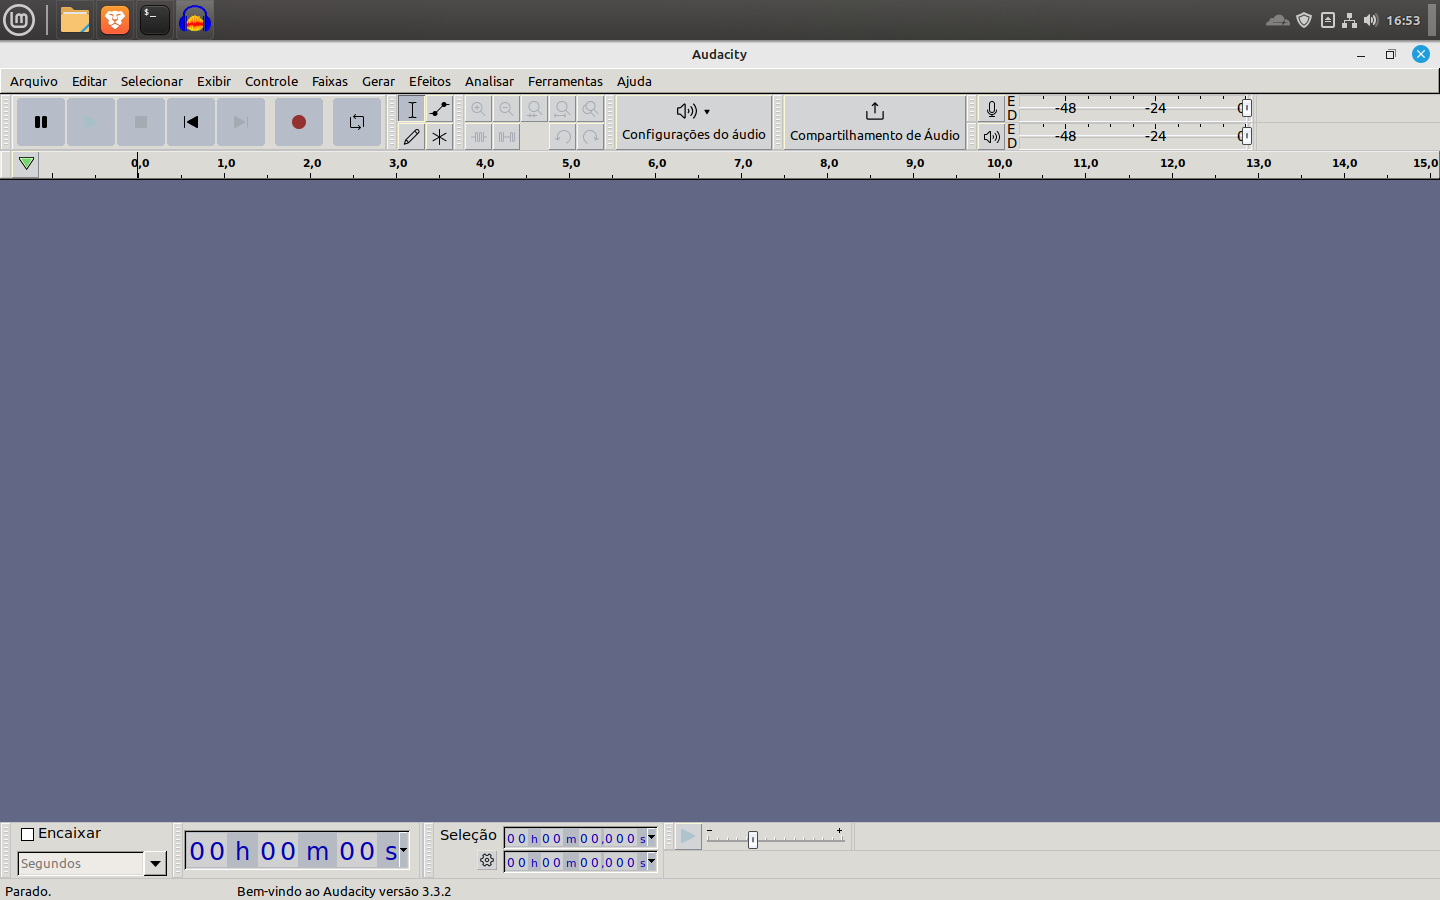 16:53
Audacity
Arquivo Editar Selecionar Exibir Controle Faixas Gerar Efeitos Analisar Ferramentas Ajuda
Configurações do áudio
Compartilhamento de Áudio
E
D
-48 -24 0
E
D
-48 -24 0
0,0 1,0 2,0 3,0 4,0 5,0 6,0 7,0 8,0 9,0 10,0 11,0 12,0 13,0 14,0 15,0
Encaixar
Segundos
00 h 00 m 00 s
Seleção
00 h 00 m 00,000 s
00 h 00 m 00,000 s
Parado.
Bem-vindo ao Audacity versão 3.3.2